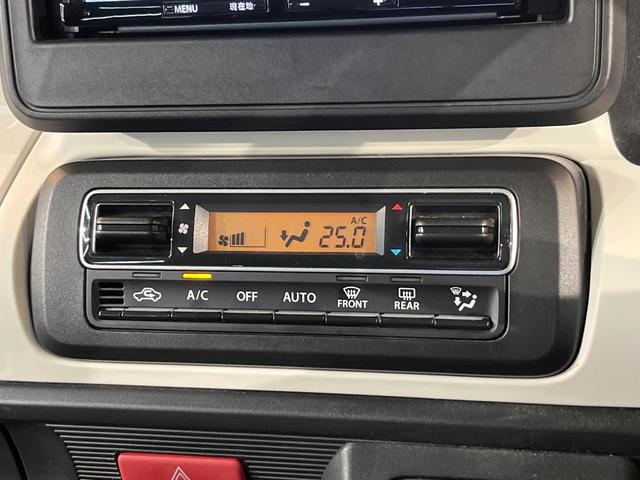 MENU 現在地
A/C
25.0
A/C OFF AUTO FRONT REAR